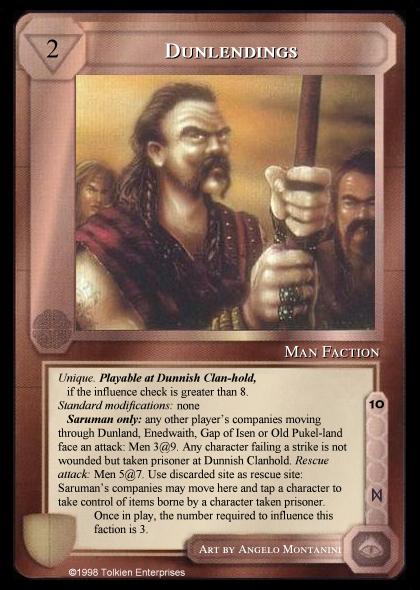 2
DUNLENDINGS
MAN FACTION
Unique. Playable at Dunnish Clan-hold,
if the influence check is greater than 8.
Standard modifications: none
Saruman only: any other player's companies moving
through Dunland, Enedwaith, Gap of Isen or Old Pukel-land
face an attack: Men 3@9. Any character failing a strike is not
wounded but taken prisoner at Dunnish Clanhold. Rescue
attack: Men 5@7. Use discarded site as rescue site:
Saruman's companies may move here and tap a character to
take control of items borne by a character taken prisoner.
Once in play, the number required to influence this
faction is 3.
10
ART BY ANGELO MONTANINI
©1998 Tolkien Enterprises